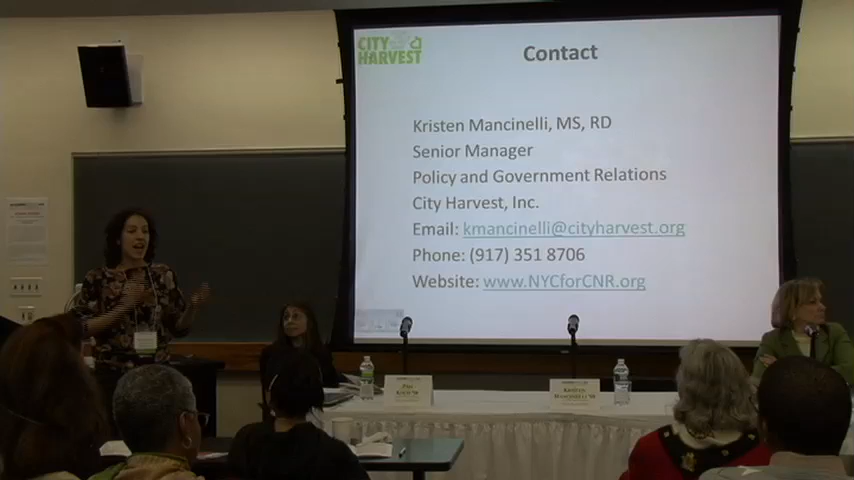 CITY
HARVEST
Contact
Kristen Mancinelli, MS, RD
Senior Manager
Policy and Government Relations
City Harvest, Inc.
Email: kmancinelli@cityharvest.org
Phone: (917) 351 8706
Website: www.NYCforCNR.org